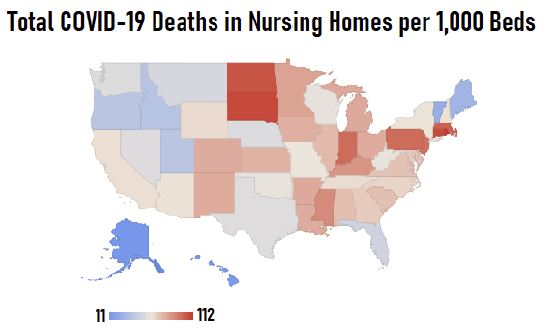 Total COVID-19 Deaths in Nursing Homes per 1,000 Beds
11 112